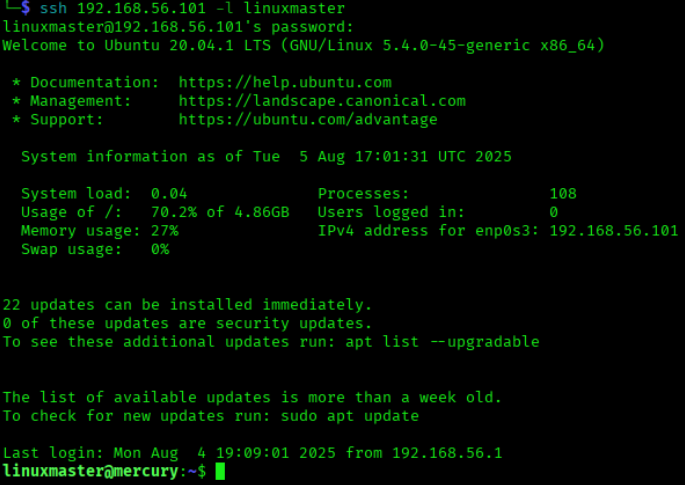 └─$ ssh 192.168.56.101 -l linuxmaster
linuxmaster@192.168.56.101's password:
Welcome to Ubuntu 20.04.1 LTS (GNU/Linux 5.4.0-45-generic x86_64)
* Documentation:  https://help.ubuntu.com
* Management:     https://landscape.canonical.com
* Support:        https://ubuntu.com/advantage
System information as of Tue  5 Aug 17:01:31 UTC 2025
System load:  0.04               Processes:               108
Usage of /:   70.2% of 4.86GB   Users logged in:         0
Memory usage: 27%                IPv4 address for enp0s3: 192.168.56.101
Swap usage:   0%
22 updates can be installed immediately.
0 of these updates are security updates.
To see these additional updates run: apt list --upgradable
The list of available updates is more than a week old.
To check for new updates run: sudo apt update
Last login: Mon Aug  4 19:09:01 2025 from 192.168.56.1
linuxmaster@mercury:~$